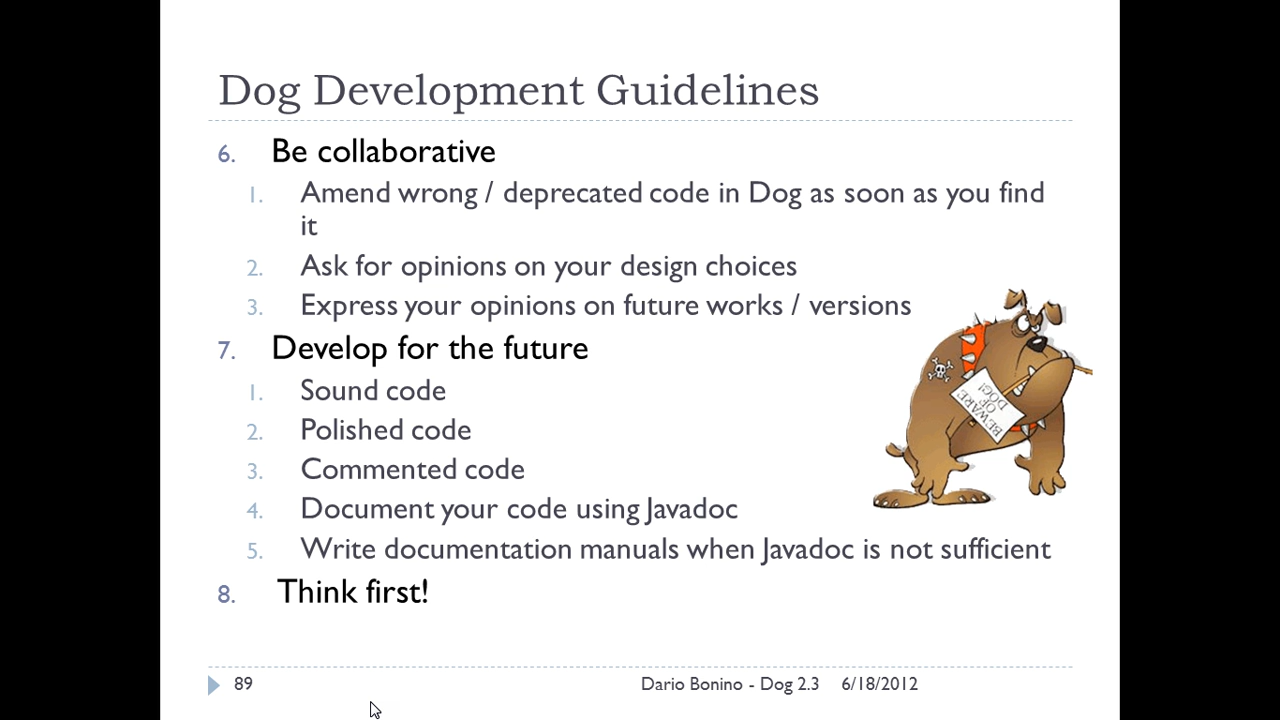 Dog Development Guidelines
6. Be collaborative
1. Amend wrong / deprecated code in Dog as soon as you find
it
2. Ask for opinions on your design choices
3. Express your opinions on future works / versions
7. Develop for the future
1. Sound code
2. Polished code
3. Commented code
4. Document your code using Javadoc
5. Write documentation manuals when Javadoc is not sufficient
8. Think first!
BEWARE
OF
DOG!
89 Dario Bonino - Dog 2.3 6/18/2012